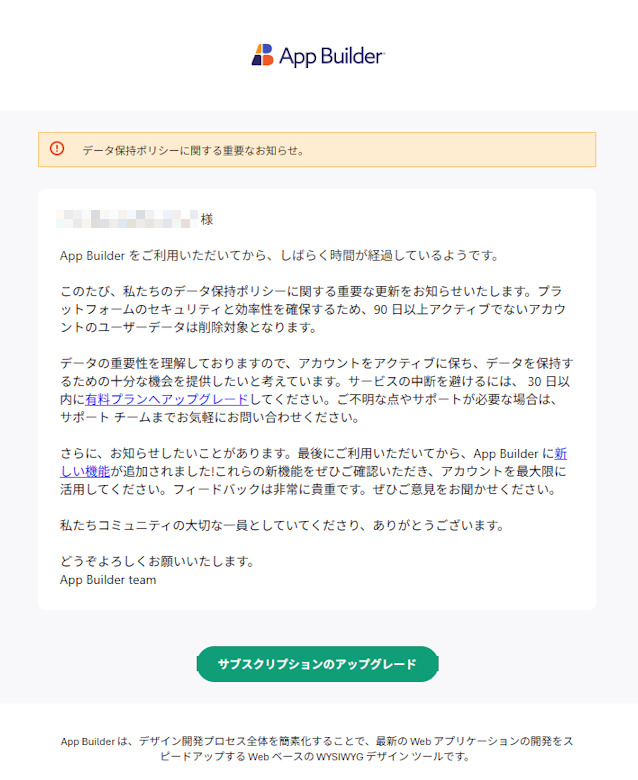 App Builder
データ保持ポリシーに関する重要なお知らせ。
様
App Builder をご利用いただいてから、しばらく時間が経過しているようです。
このたび、私たちのデータ保持ポリシーに関する重要な更新をお知らせいたします。プラ
ットフォームのセキュリティと効率性を確保するため、90 日以上アクティブでないアカウ
ントのユーザーデータは削除対象となります。
データの重要性を理解しておりますので、アカウントをアクティブに保ち、データを保持す
るための十分な機会を提供したいと考えています。サービスの中断を避けるには、 30 日以
内に有料プランへアップグレードしてください。ご不明な点やサポートが必要な場合は、
サポート チームまでお気軽にお問い合わせください。
さらに、お知らせしたいことがあります。最後にご利用いただいてから、App Builder に新
しい機能が追加されました!これらの新機能をぜひご確認いただき、アカウントを最大限に
活用してください。フィードバックは非常に貴重です。ぜひご意見をお聞かせください。
私たちコミュニティの大切な一員としていてくださり、ありがとうございます。
どうぞよろしくお願いいたします。
App Builder team
サブスクリプションのアップグレード
App Builder は、デザイン開発プロセス全体を簡素化することで、最新の Web アプリケーションの開発をス
ピードアップする Web ベースの WYSIWYG デザイン ツールです。